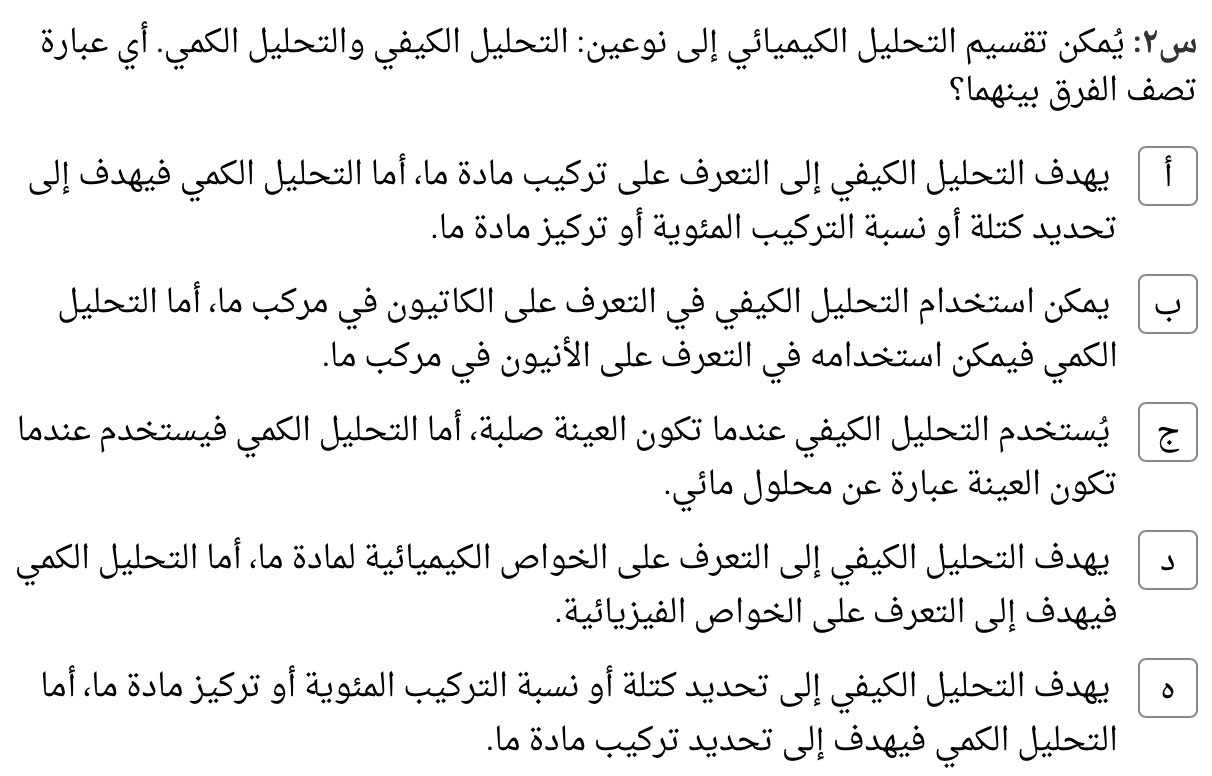 س٢: يُمكن تقسيم التحليل الكيميائي إلى نوعين: التحليل الكيفي والتحليل الكمي. أي عبارة
تصف الفرق بينهما؟
أ يهدف التحليل الكيفي إلى التعرف على تركيب مادة ما، أما التحليل الكمي فيهدف إلى
تحديد كتلة أو نسبة التركيب المئوية أو تركيز مادة ما.
ب يمكن استخدام التحليل الكيفي في التعرف على الكاتيون في مركب ما، أما التحليل
الكمي فيمكن استخدامه في التعرف على الأنيون في مركب ما.
ج يُستخدم التحليل الكيفي عندما تكون العينة صلبة، أما التحليل الكمي فيستخدم عندما
تكون العينة عبارة عن محلول مائي.
د يهدف التحليل الكيفي إلى التعرف على الخواص الكيميائية لمادة ما، أما التحليل الكمي
فيهدف إلى التعرف على الخواص الفيزيائية.
ه يهدف التحليل الكيفي إلى تحديد كتلة أو نسبة التركيب المئوية أو تركيز مادة ما، أما
التحليل الكمي فيهدف إلى تحديد تركيب مادة ما.